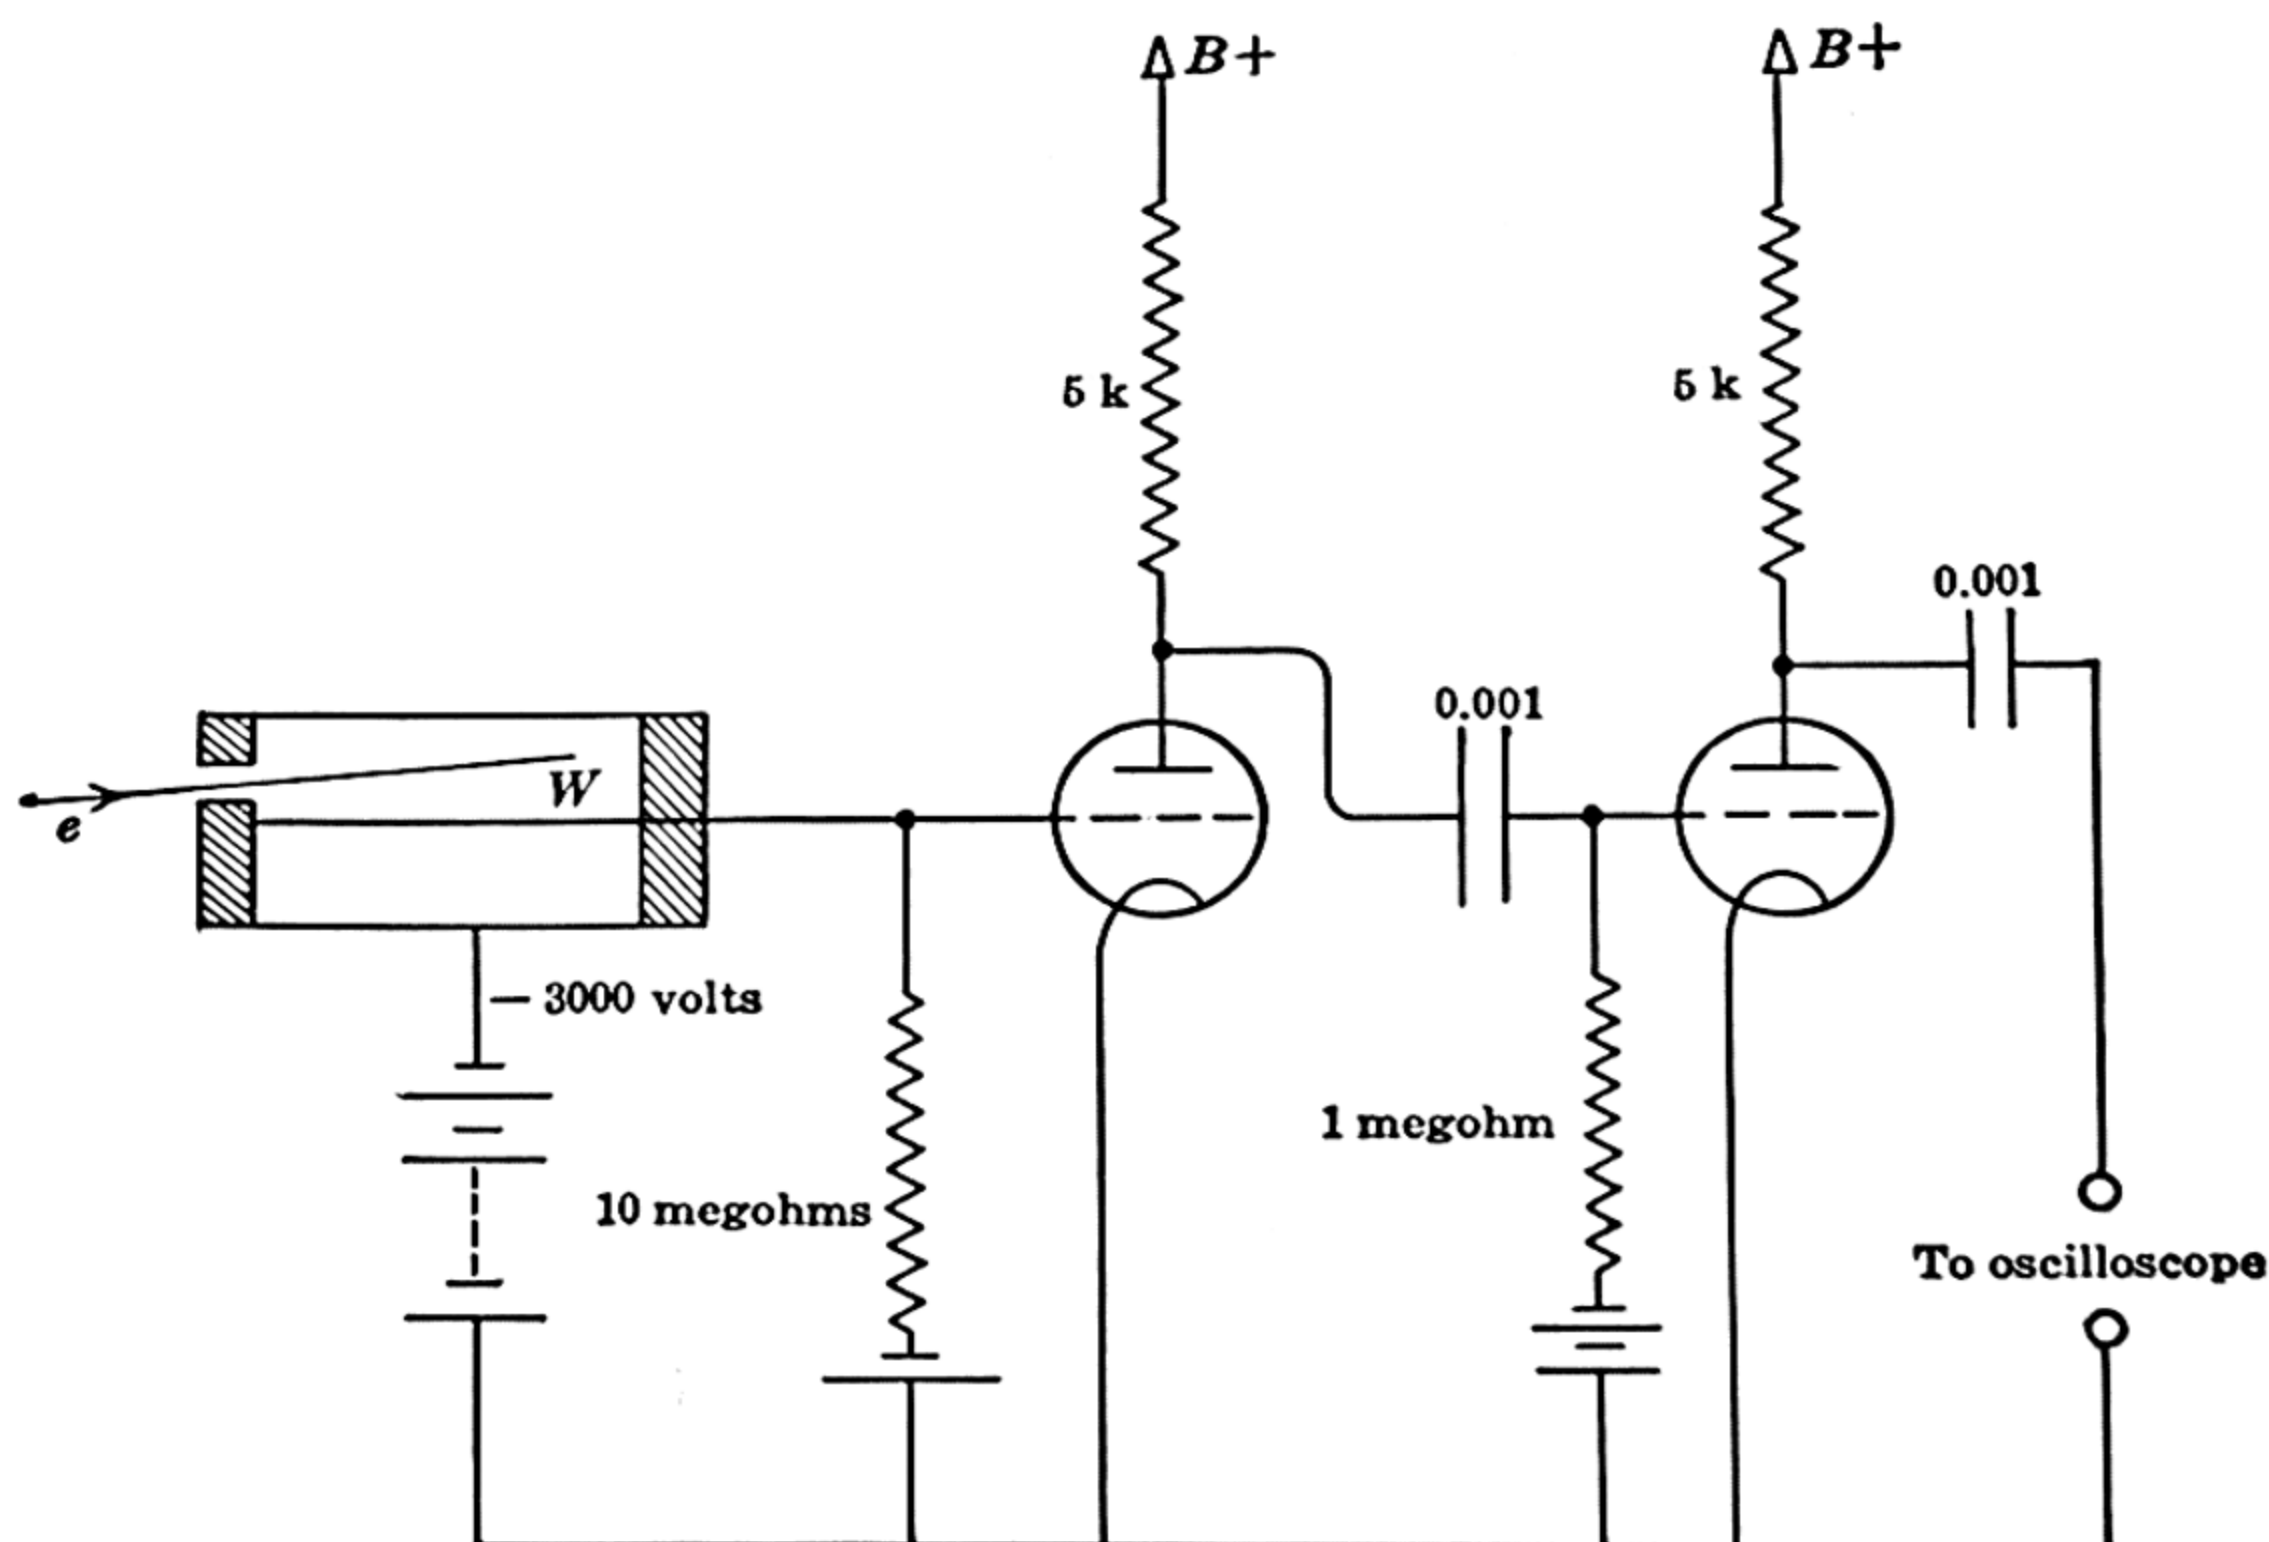 B+
B+
5 k
5 k
0.001
0.001
W
e
— 3000 volts
1 megohm
10 megohms
To oscilloscope